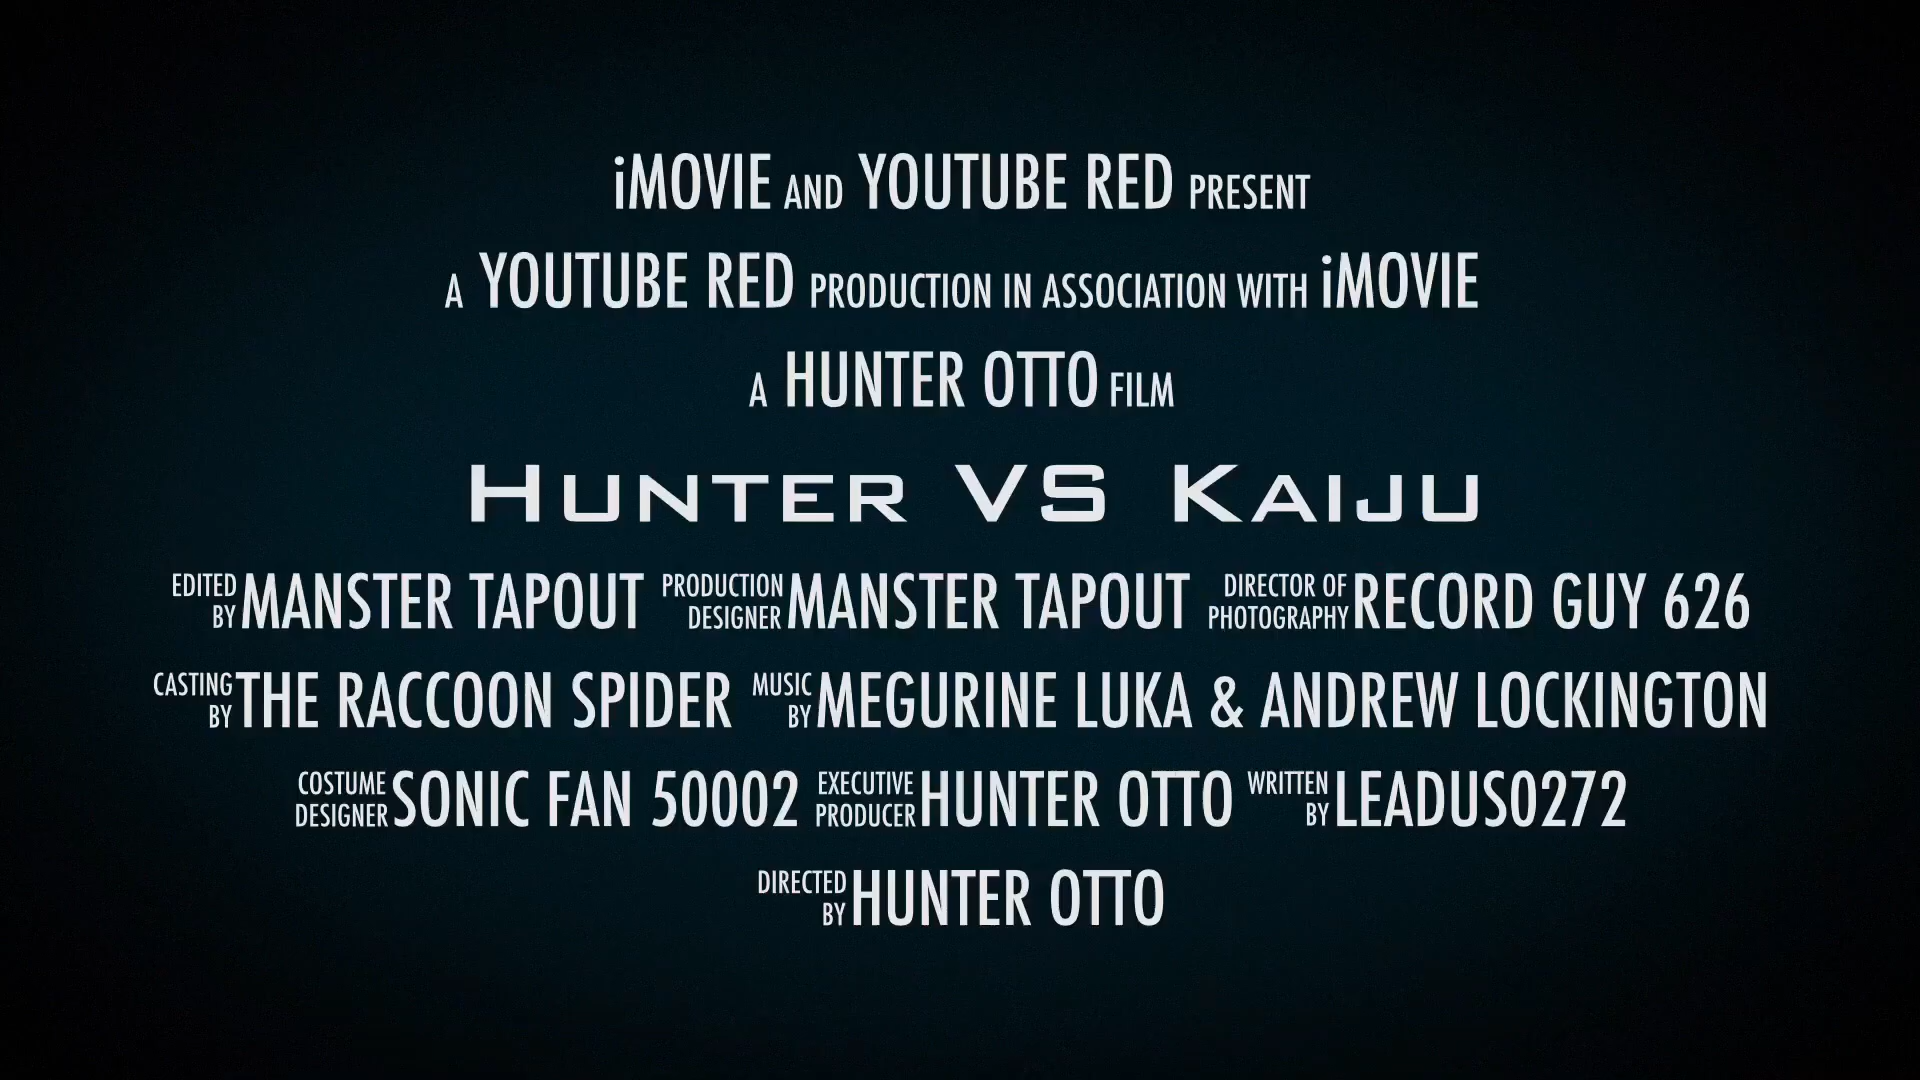 iMOVIE AND YOUTUBE RED PRESENT
A YOUTUBE RED PRODUCTION IN ASSOCIATION WITH iMOVIE
A HUNTER OTTO FILM
HUNTER VS KAIJU
EDITED BY MANSTER TAPOUT PRODUCTION DESIGNER MANSTER TAPOUT DIRECTOR OF PHOTOGRAPHY RECORD GUY 626
CASTING BY THE RACCOON SPIDER MUSIC BY MEGURINE LUKA & ANDREW LOCKINGTON
COSTUME DESIGNER SONIC FAN 50002 EXECUTIVE PRODUCER HUNTER OTTO WRITTEN BY LEADUS0272
DIRECTED BY HUNTER OTTO